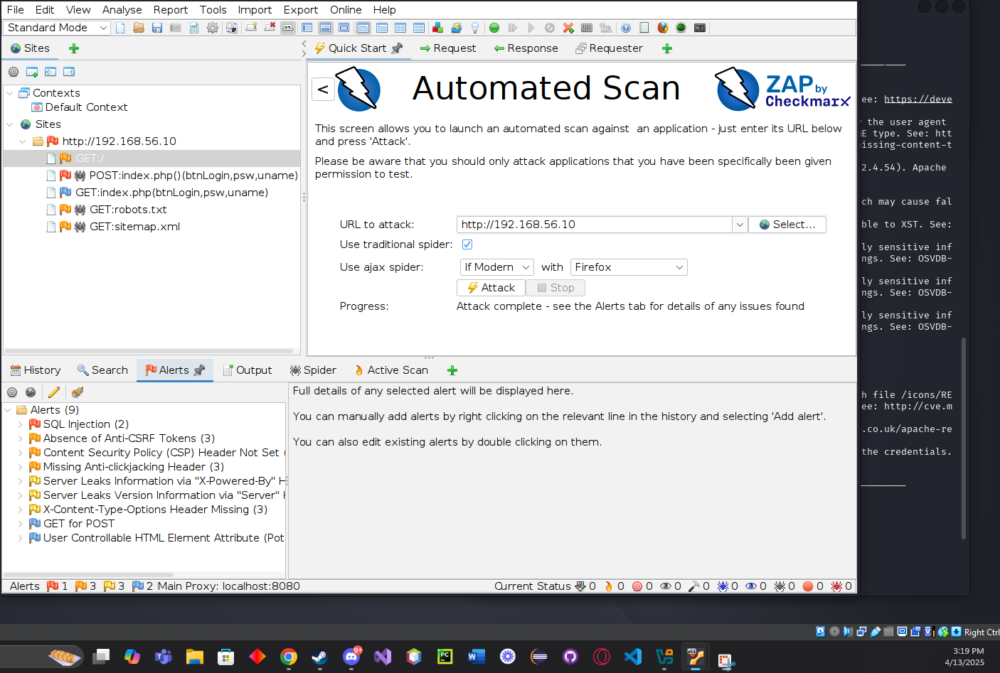 File Edit View Analyse Report Tools Import Export Online Help
Standard Mode
Sites
Quick Start Request Response Requester
Contexts
Default Context
Sites
http://192.168.56.10
GET:/
POST:index.php()(btnLogin,psw,uname)
GET:index.php(btnLogin,psw,uname)
GET:robots.txt
GET:sitemap.xml
<
Automated Scan
ZAP by
Checkmarx
This screen allows you to launch an automated scan against an application - just enter its URL below
and press 'Attack'.
Please be aware that you should only attack applications that you have been specifically been given
permission to test.
URL to attack: http://192.168.56.10 Select...
Use traditional spider:
Use ajax spider: If Modern with Firefox
Attack Stop
Progress: Attack complete - see the Alerts tab for details of any issues found
History Search Alerts Output Spider Active Scan
Alerts (9)
SQL Injection (2)
Absence of Anti-CSRF Tokens (3)
Content Security Policy (CSP) Header Not Set (
Missing Anti-clickjacking Header (3)
Server Leaks Information via "X-Powered-By" H
Server Leaks Version Information via "Server" H
X-Content-Type-Options Header Missing (3)
GET for POST
User Controllable HTML Element Attribute (Pot
Full details of any selected alert will be displayed here.
You can manually add alerts by right clicking on the relevant line in the history and selecting 'Add alert'.
You can also edit existing alerts by double clicking on them.
Alerts 1 3 3 2 Main Proxy: localhost:8080
Current Status 0 0 0 0 0 0 0 0 0 0
ee: https://deve
the user agent
E type. See: htt
issing-content-t
2.4.54). Apache
ch may cause fal
ble to XST. See:
ly sensitive inf
ngs. See: OSVDB-
ly sensitive inf
ngs. See: OSVDB-
ly sensitive inf
ngs. See: OSVDB-
h file /icons/RE
ee: http://cve.m
.co.uk/apache-re
the credentials.
Right Ctrl
9+
PC
x64
3:19 PM
4/13/2025